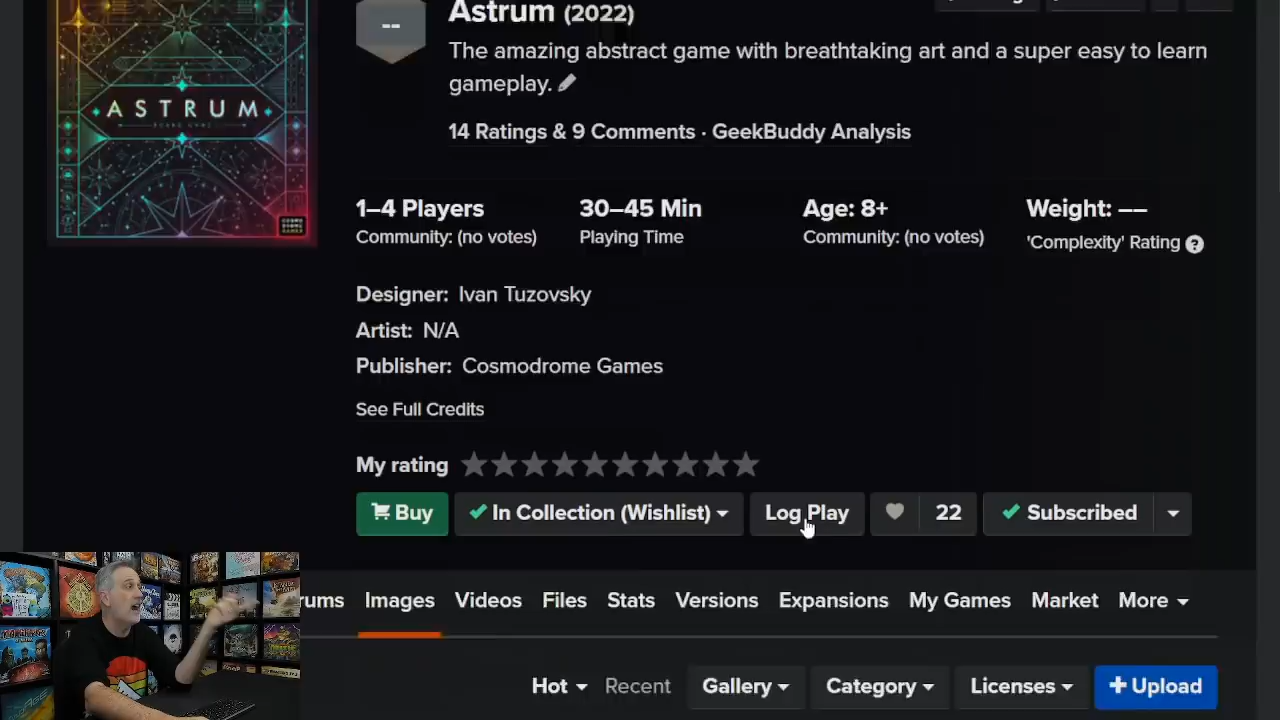 --
Astrum (2022)
The amazing abstract game with breathtaking art and a super easy to learn
gameplay.
14 Ratings & 9 Comments · GeekBuddy Analysis
ASTRUM
1–4 Players
Community: (no votes)
30–45 Min
Playing Time
Age: 8+
Community: (no votes)
Weight: ––
'Complexity' Rating ?
Designer: Ivan Tuzovsky
Artist: N/A
Publisher: Cosmodrome Games
See Full Credits
My rating
Buy
In Collection (Wishlist)
Log Play
22
Subscribed
rums Images Videos Files Stats Versions Expansions My Games Market More
Hot Recent Gallery Category Licenses + Upload